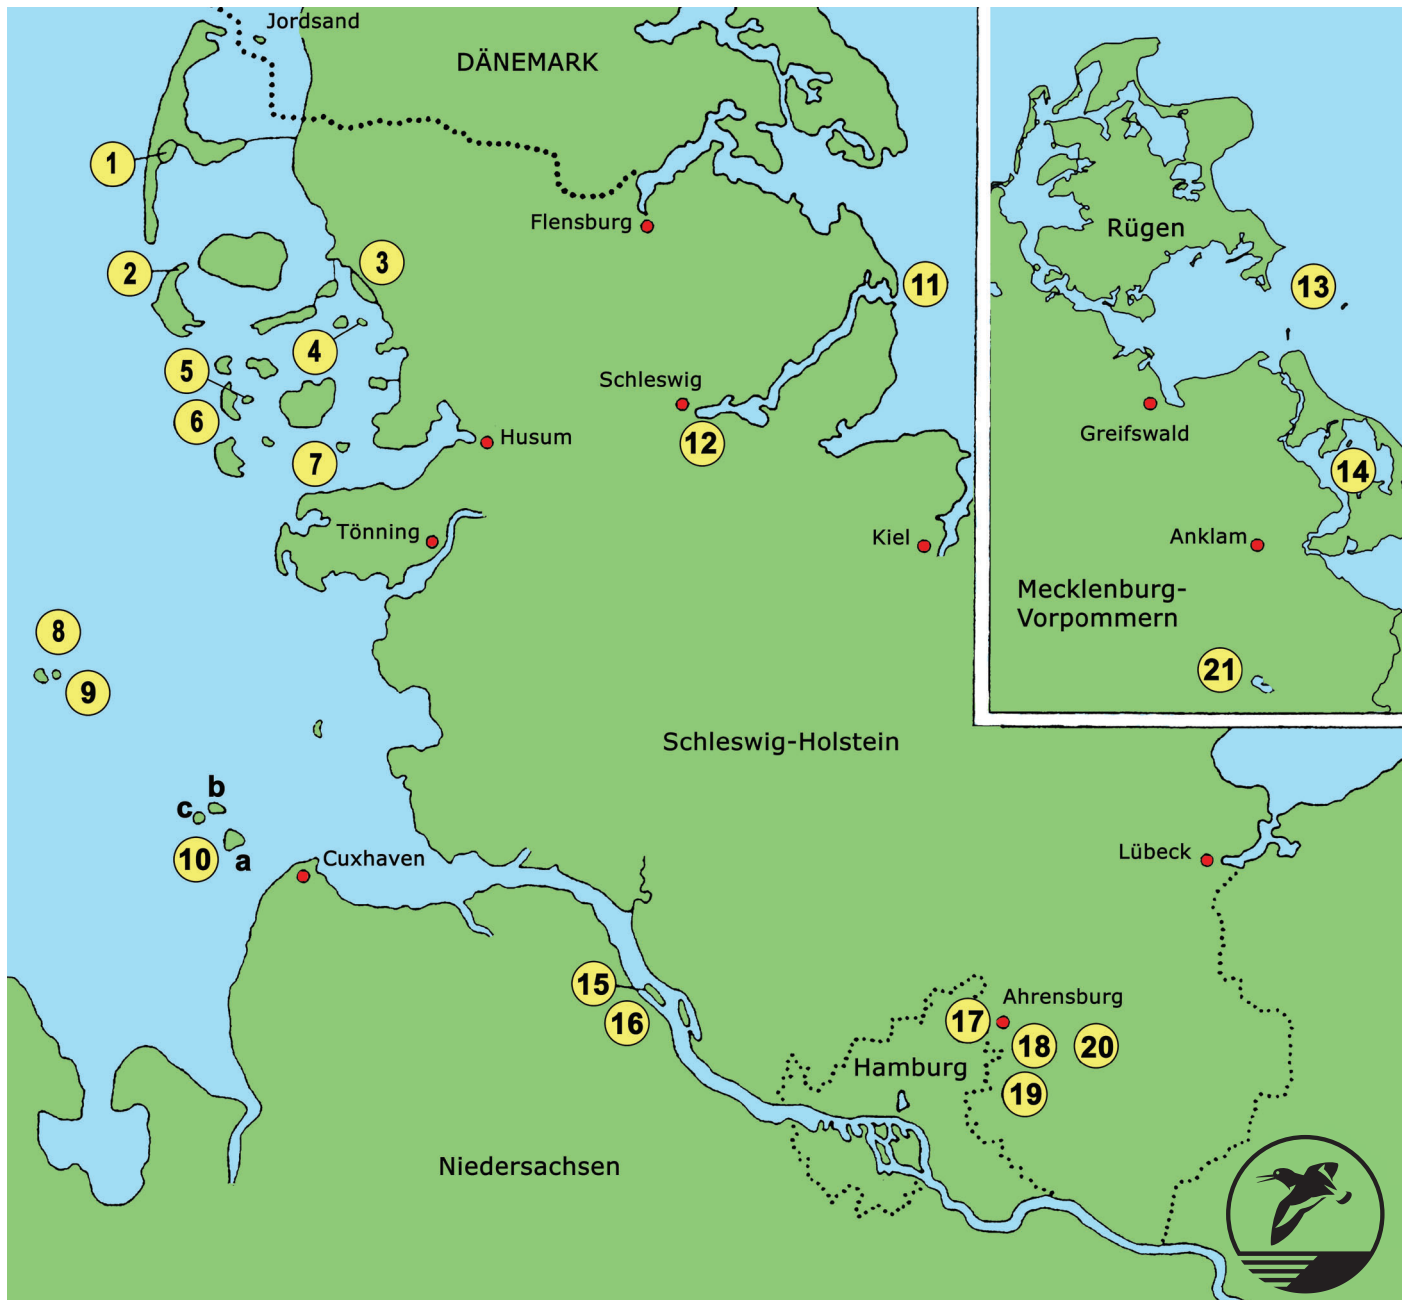 Jordsand
DÄNEMARK
1
Flensburg
Rügen
2
3
11
13
4
5
Schleswig
6
Husum
7
12
Greifswald
14
Tönning
Kiel
Anklam
Mecklenburg-
Vorpommern
8
9
21
Schleswig-Holstein
b
c
a
10
Cuxhaven
Lübeck
15
16
Ahrensburg
17
18
20
Hamburg
19
Niedersachsen